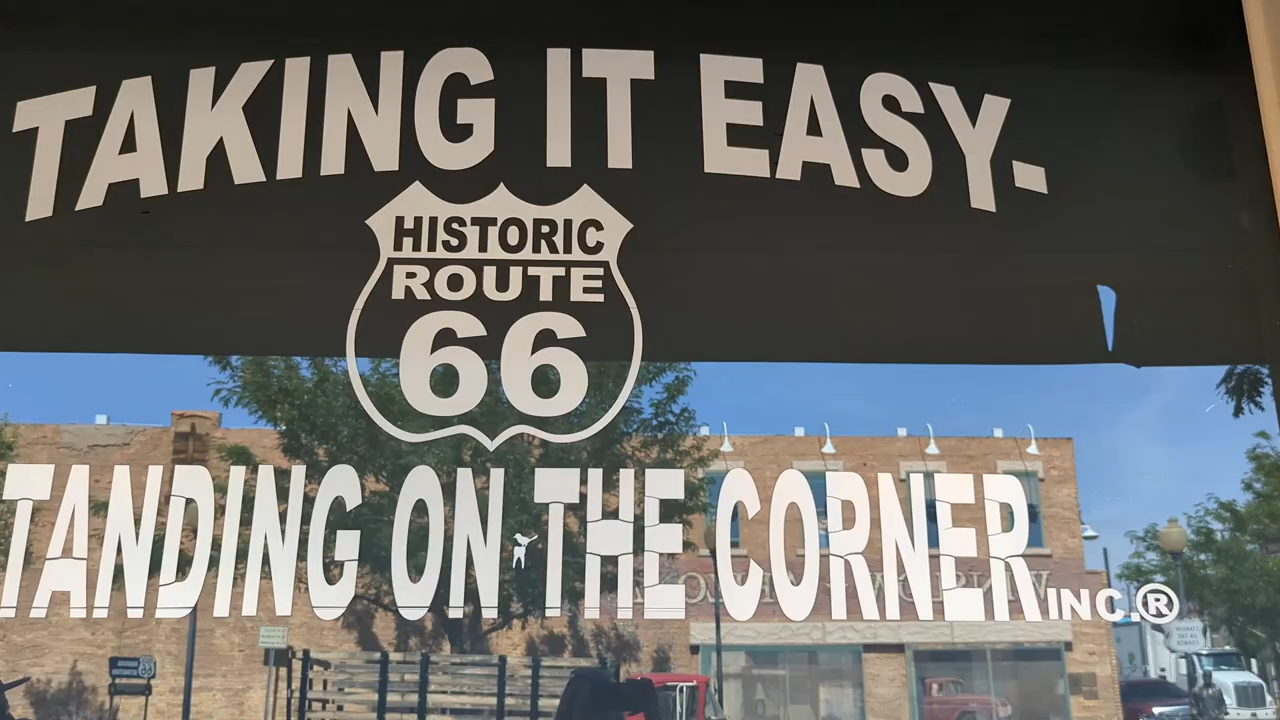 TAKING IT EASY-
HISTORIC
ROUTE
66
TANDING ON THE CORNER INC.®